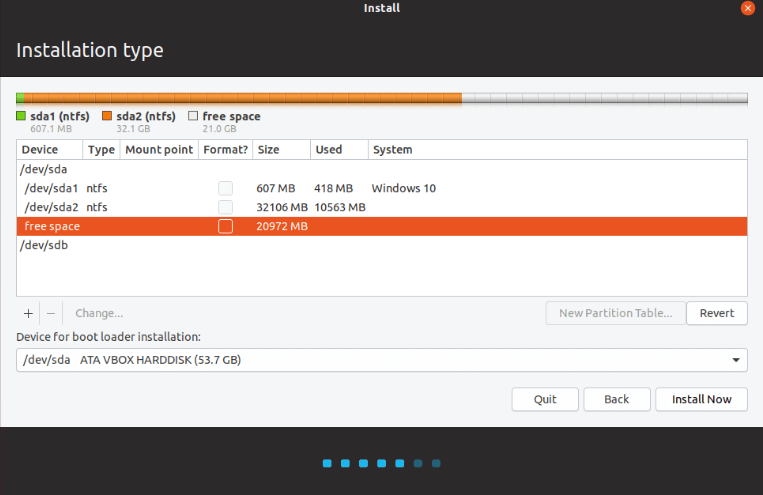 Install
Installation type
sda1 (ntfs) sda2 (ntfs) free space
607.1 MB 32.1 GB 21.0 GB
Device Type Mount point Format? Size Used System
/dev/sda
/dev/sda1 ntfs 607 MB 418 MB Windows 10
/dev/sda2 ntfs 32106 MB 10563 MB
free space 20972 MB
/dev/sdb
+ − Change... New Partition Table... Revert
Device for boot loader installation:
/dev/sda ATA VBOX HARDDISK (53.7 GB)
Quit Back Install Now